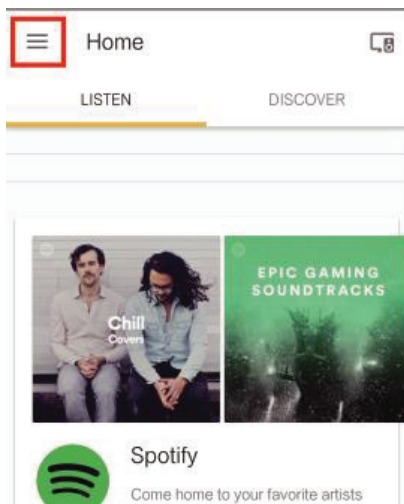 Home
LISTEN DISCOVER
Chill
Covers
EPIC GAMING
SOUNDTRACKS
Spotify
Come home to your favorite artists